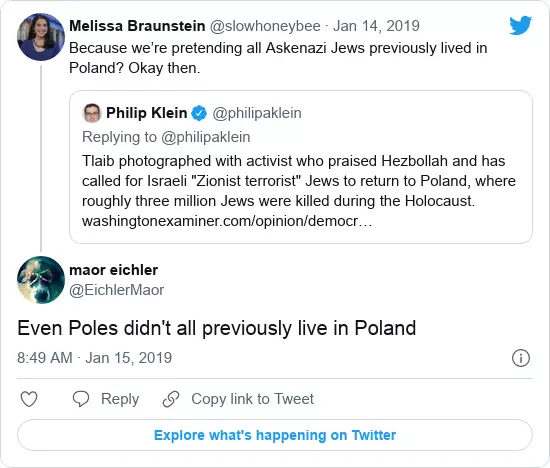 Melissa Braunstein @slowhoneybee · Jan 14, 2019
Because we’re pretending all Askenazi Jews previously lived in
Poland? Okay then.
Philip Klein @philipaklein
Replying to @philipaklein
Tlaib photographed with activist who praised Hezbollah and has
called for Israeli "Zionist terrorist" Jews to return to Poland, where
roughly three million Jews were killed during the Holocaust.
washingtonexaminer.com/opinion/democr…
maor eichler
@EichlerMaor
Even Poles didn't all previously live in Poland
8:49 AM · Jan 15, 2019
Reply Copy link to Tweet
Explore what's happening on Twitter